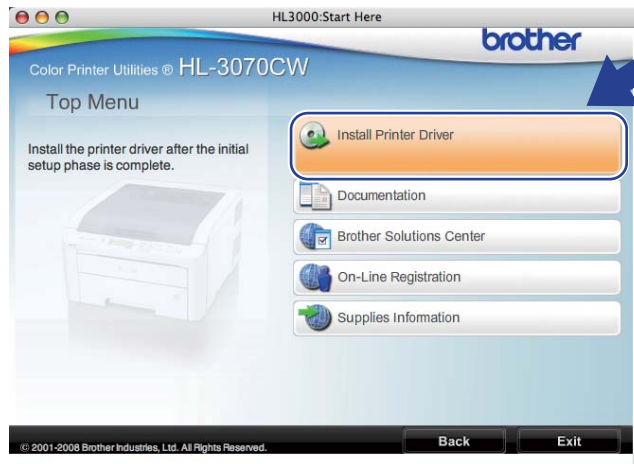 HL3000:Start Here
brother
Color Printer Utilities ® HL-3070CW
Top Menu
Install the printer driver after the initial
setup phase is complete.
Install Printer Driver
Documentation
Brother Solutions Center
On-Line Registration
Supplies Information
© 2001-2008 Brother Industries, Ltd. All Rights Reserved.
Back
Exit